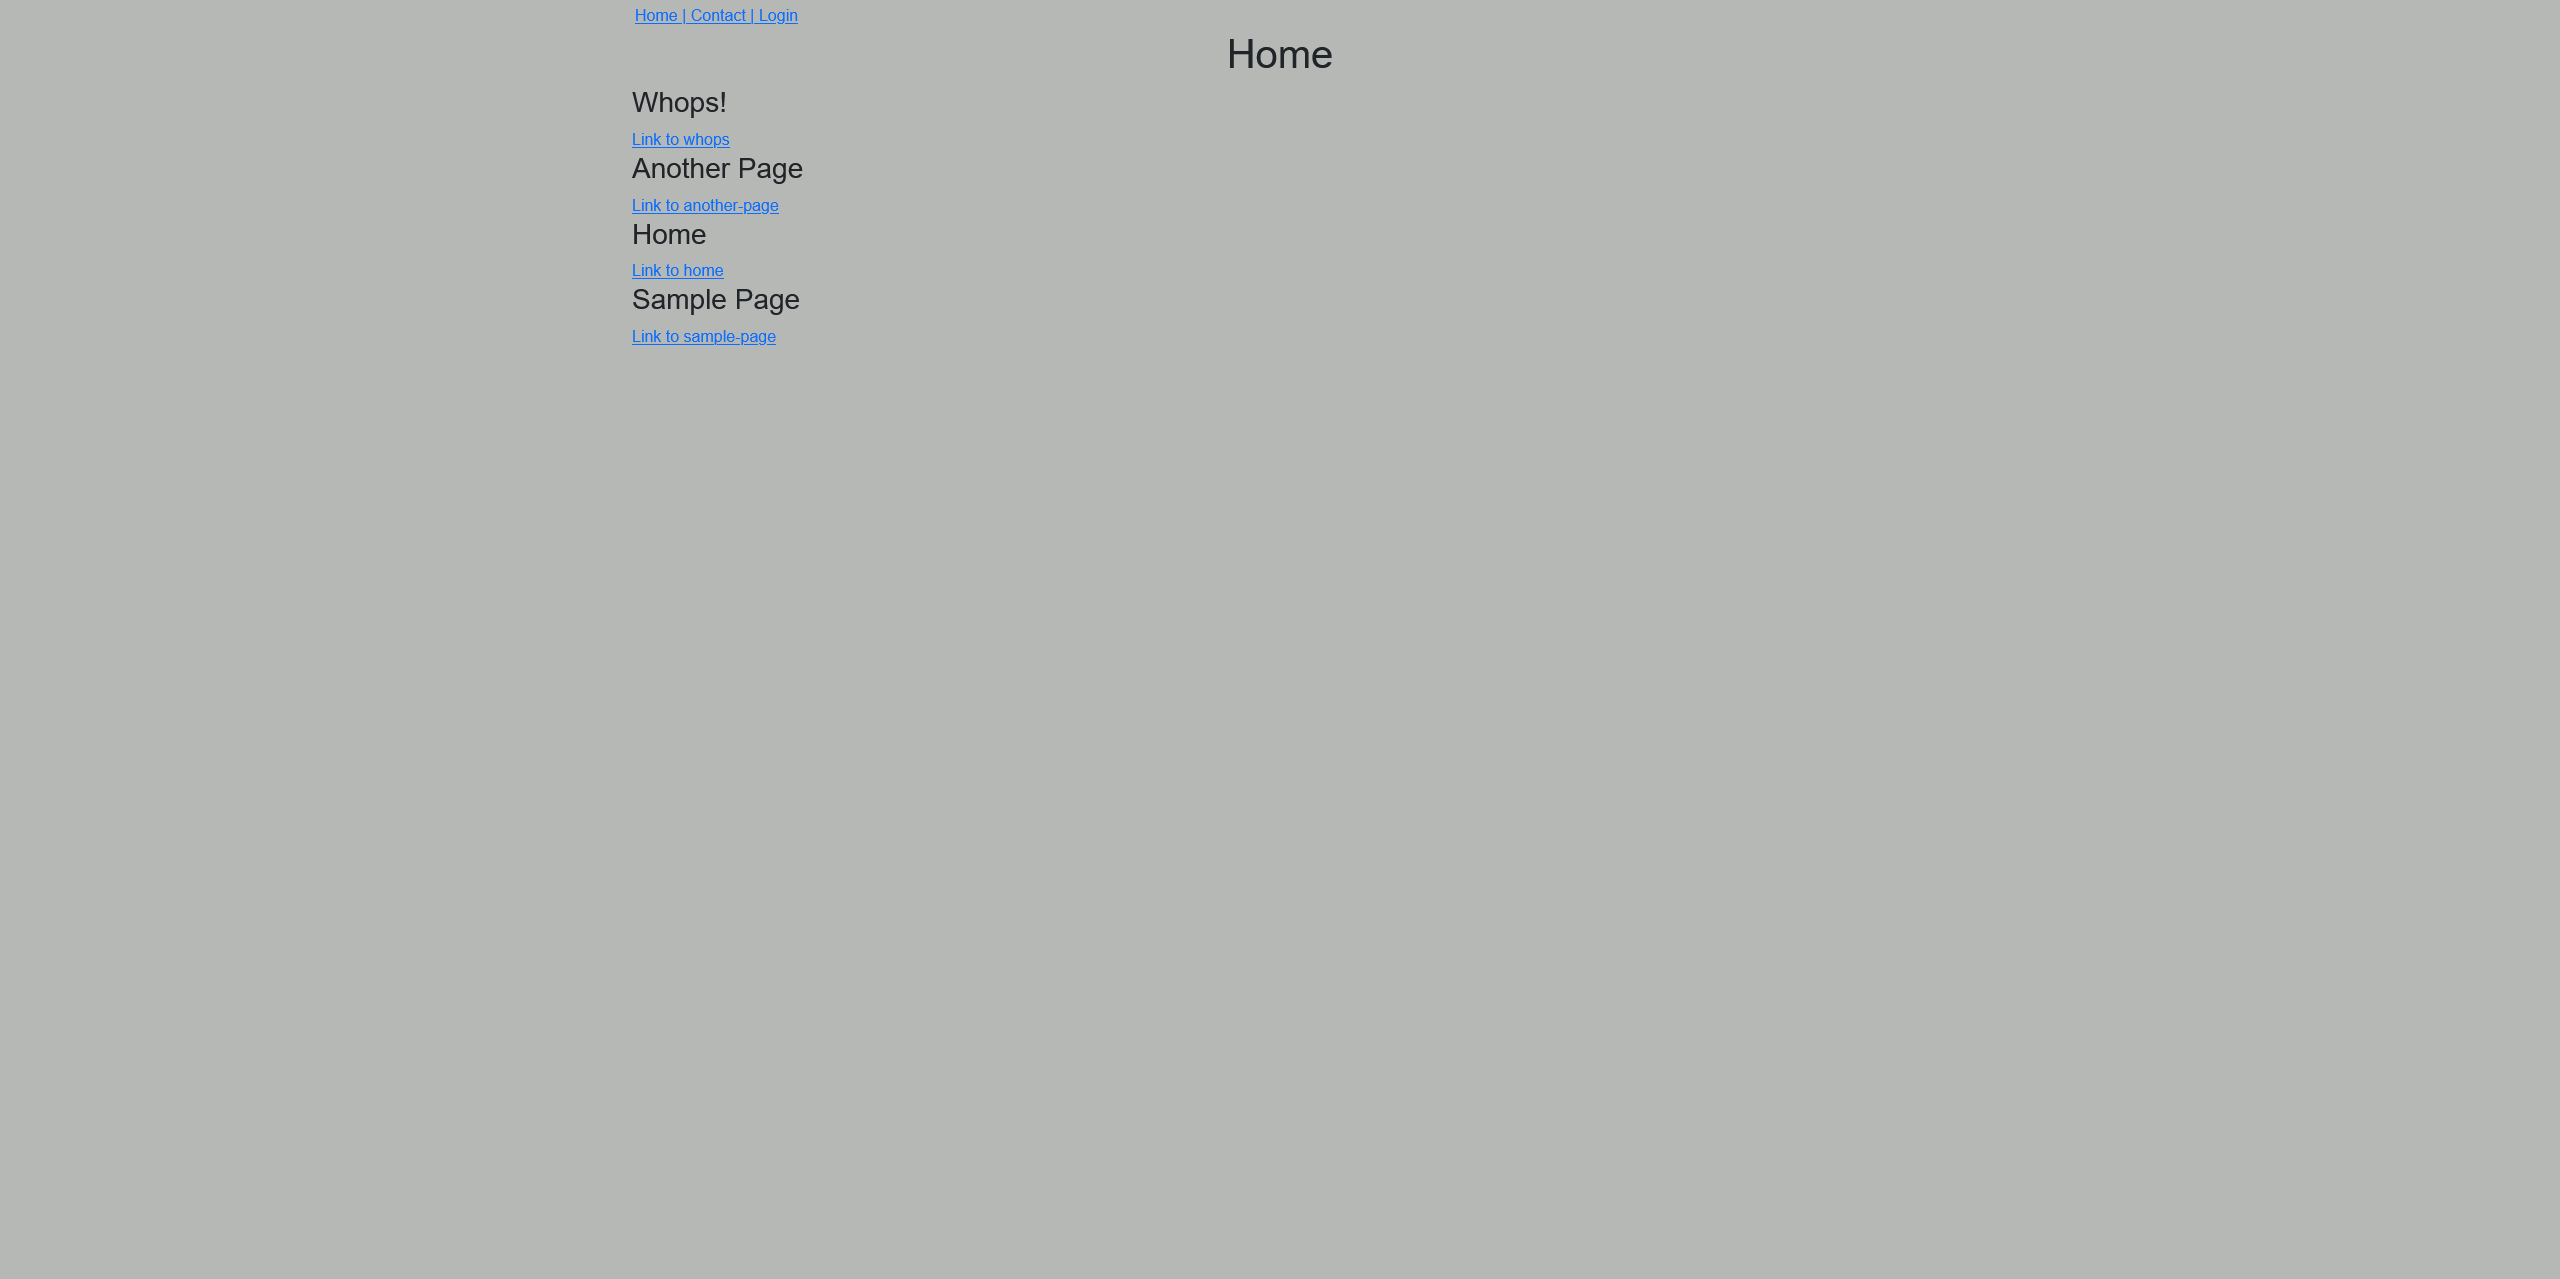 Home | Contact | Login
Home
Whops!
Link to whops
Another Page
Link to another-page
Home
Link to home
Sample Page
Link to sample-page